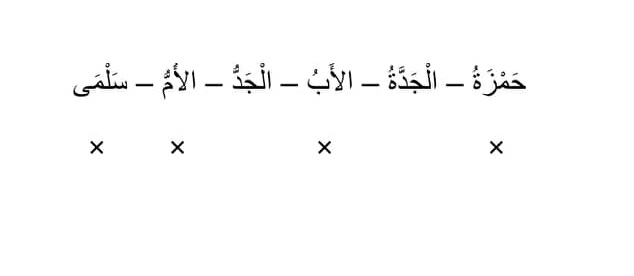 حَمْزَةُ – الْجَدَّةُ – الأَبُ – الْجَدُّ – الأُمُّ – سَلْمَى
× × × ×